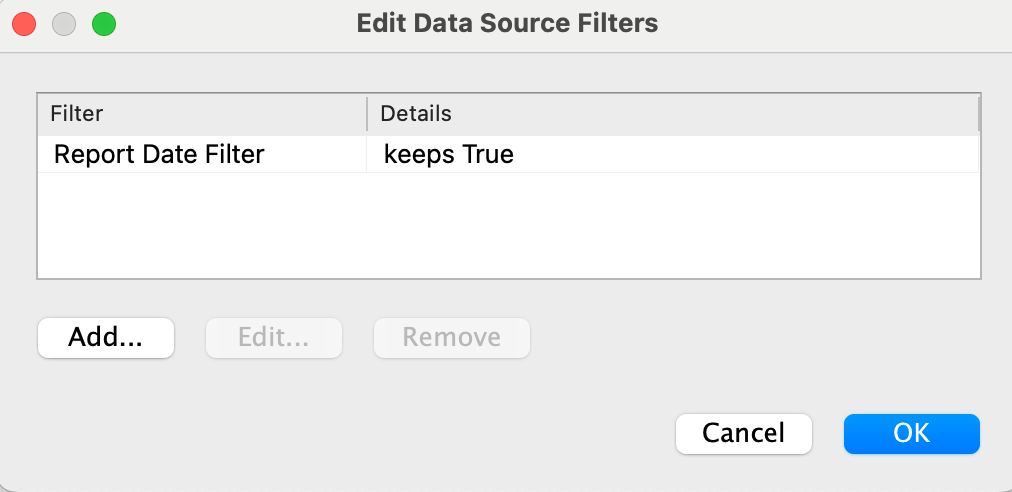 Edit Data Source Filters
Filter Details
Report Date Filter keeps True
Add... Edit... Remove
Cancel OK